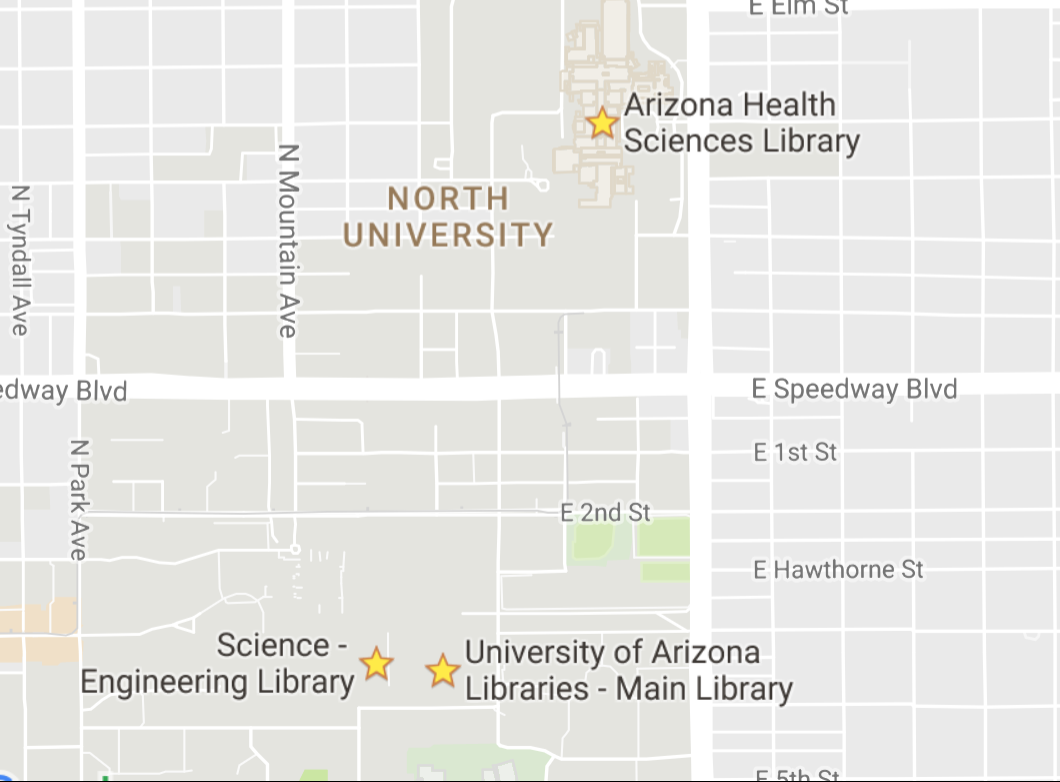 E Elm St
Arizona Health
Sciences Library
N Mountain Ave
N Tyndall Ave
NORTH
UNIVERSITY
edway Blvd
E Speedway Blvd
N Park Ave
E 1st St
E 2nd St
E Hawthorne St
Science -
Engineering Library
University of Arizona
Libraries - Main Library
E 5th St